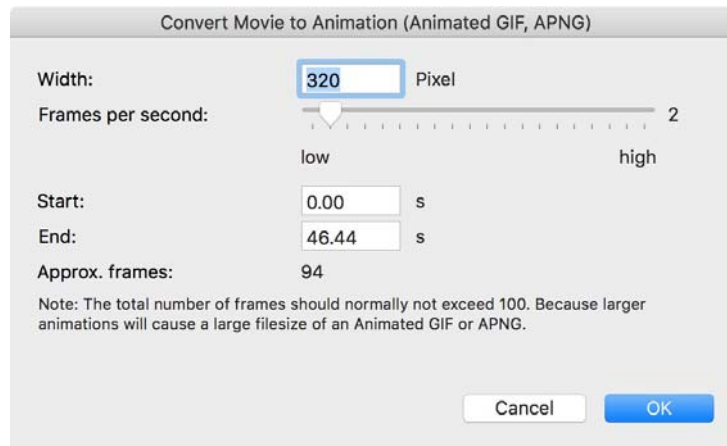 Convert Movie to Animation (Animated GIF, APNG)
Width: 320 Pixel
Frames per second: 2
low high
Start: 0.00 s
End: 46.44 s
Approx. frames: 94
Note: The total number of frames should normally not exceed 100. Because larger
animations will cause a large filesize of an Animated GIF or APNG.
Cancel OK